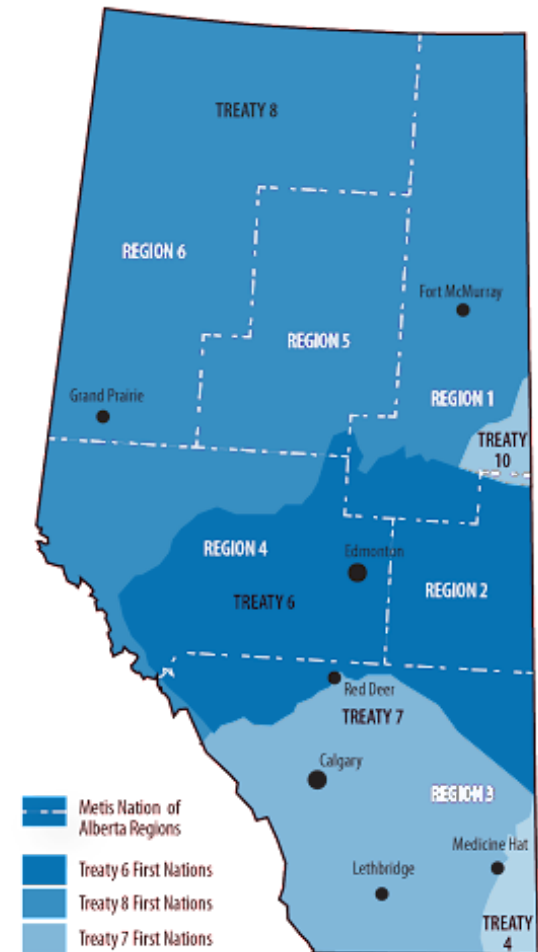 TREATY 8
REGION 6
Fort McMurray
REGION 5
Grand Prairie
REGION 1
TREATY
10
REGION 4
Edmonton
REGION 2
TREATY 6
Red Deer
TREATY 7
Calgary
REGION 3
Medicine Hat
Lethbridge
TREATY
4
Metis Nation of
Alberta Regions
Treaty 6 First Nations
Treaty 8 First Nations
Treaty 7 First Nations